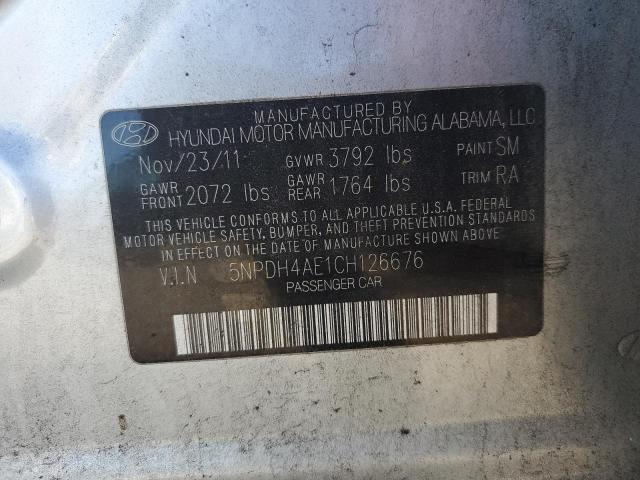 MANUFACTURED BY
HYUNDAI MOTOR MANUFACTURING ALABAMA, LLC
Nov/23/11 GVWR 3792 lbs PAINT SM
GAWR FRONT 2072 lbs GAWR REAR 1764 lbs TRIM RA
THIS VEHICLE CONFORMS TO ALL APPLICABLE U.S.A. FEDERAL
MOTOR VEHICLE SAFETY, BUMPER, AND THEFT PREVENTION STANDARDS
IN EFFECT ON THE DATE OF MANUFACTURE SHOWN ABOVE
V.I.N 5NPDH4AE1CH126676
PASSENGER CAR